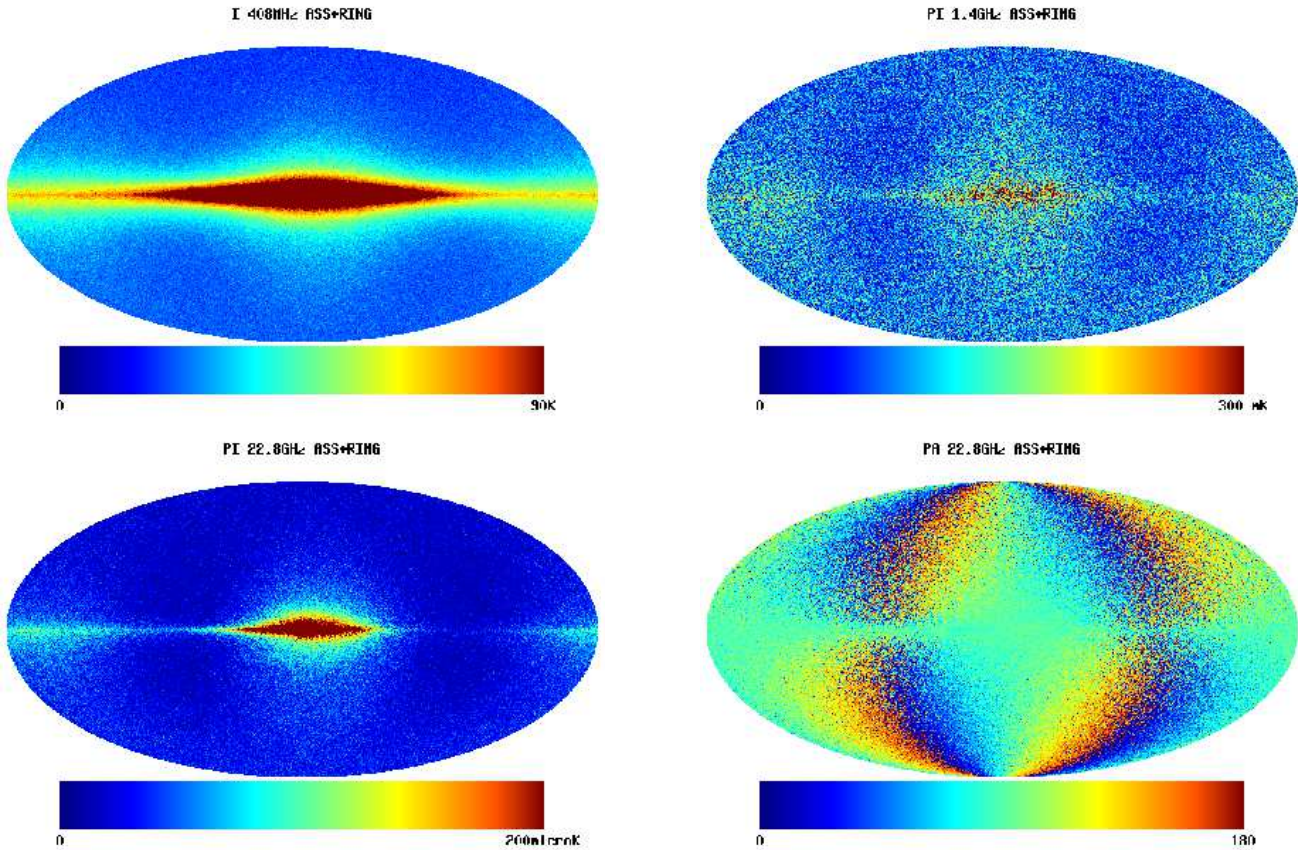 I 408MHz ASS+RING
PI 1.4GHz ASS+RING
0 90K
0 300 mK
PI 22.8GHz ASS+RING
PA 22.8GHz ASS+RING
0 200microK
0 180